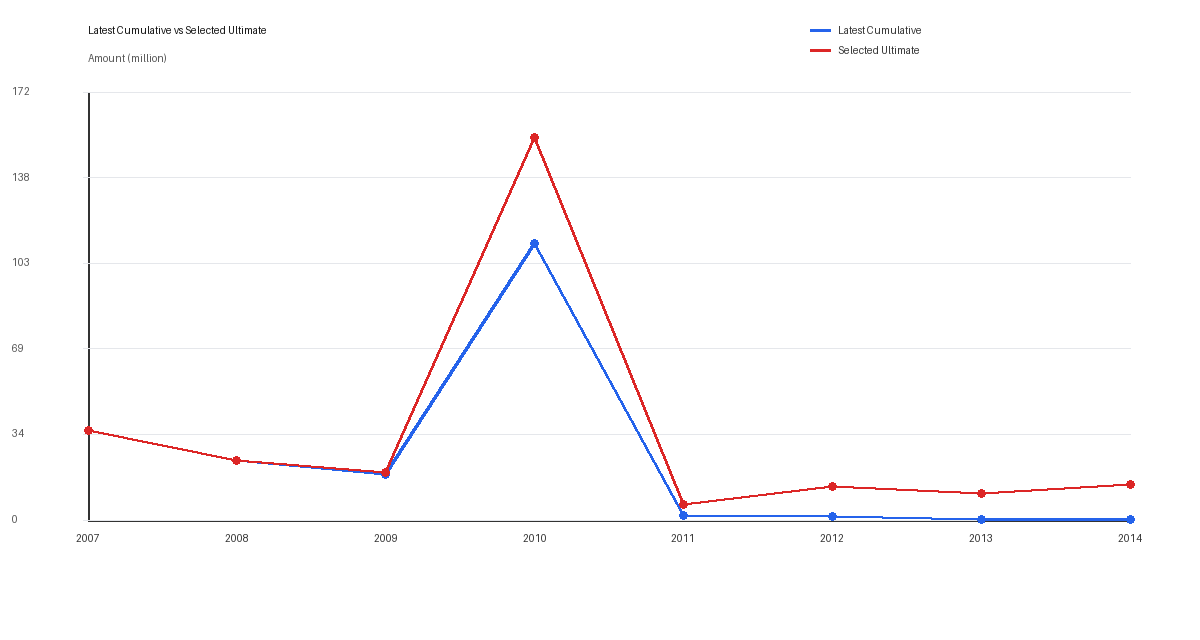 Latest Cumulative vs Selected Ultimate
Amount (million)
Latest Cumulative
Selected Ultimate
172
138
103
69
34
0
2007 2008 2009 2010 2011 2012 2013 2014